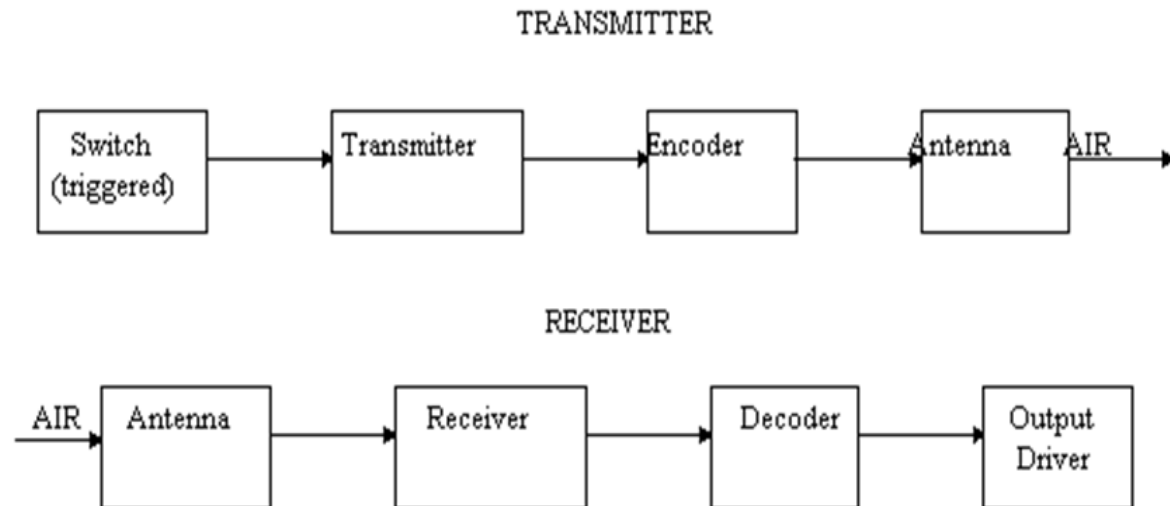 TRANSMITTER
Switch
(triggered)
Transmitter
Encoder
Antenna
AIR
RECEIVER
AIR
Antenna
Receiver
Decoder
Output
Driver